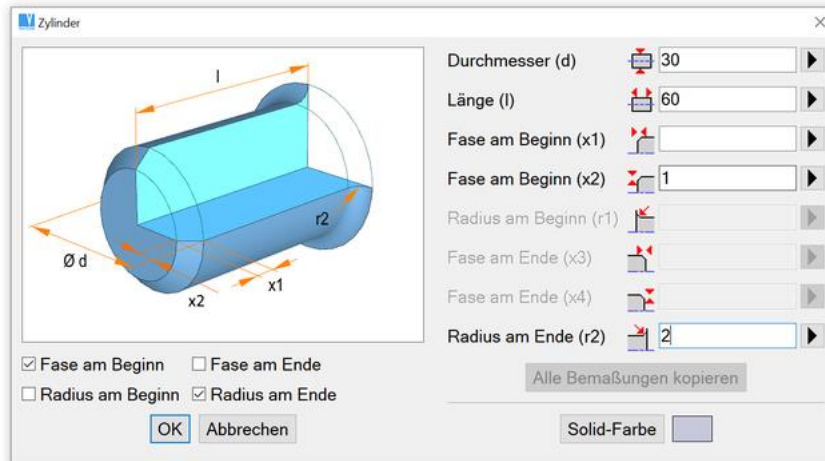 Zylinder
l
r2
Ø d
x2
x1
Durchmesser (d) 30
Länge (l) 60
Fase am Beginn (x1)
Fase am Beginn (x2) 1
Radius am Beginn (r1)
Fase am Ende (x3)
Fase am Ende (x4)
Radius am Ende (r2) 2
Alle Bemaßungen kopieren
Fase am Beginn Fase am Ende
Radius am Beginn Radius am Ende
OK Abbrechen
Solid-Farbe